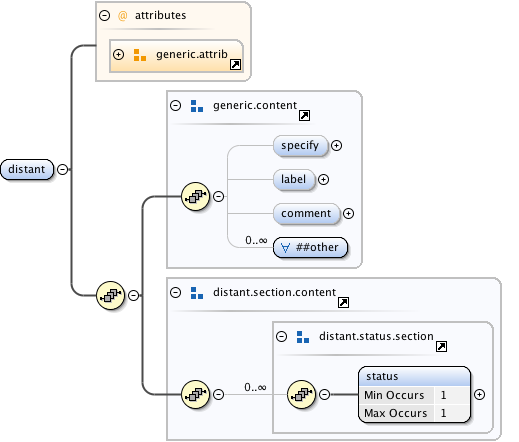 @ attributes
generic.attrib
generic.content
specify
label
comment
0..∞
∀ ##other
distant
distant.section.content
distant.status.section
0..∞
status
Min Occurs 1
Max Occurs 1